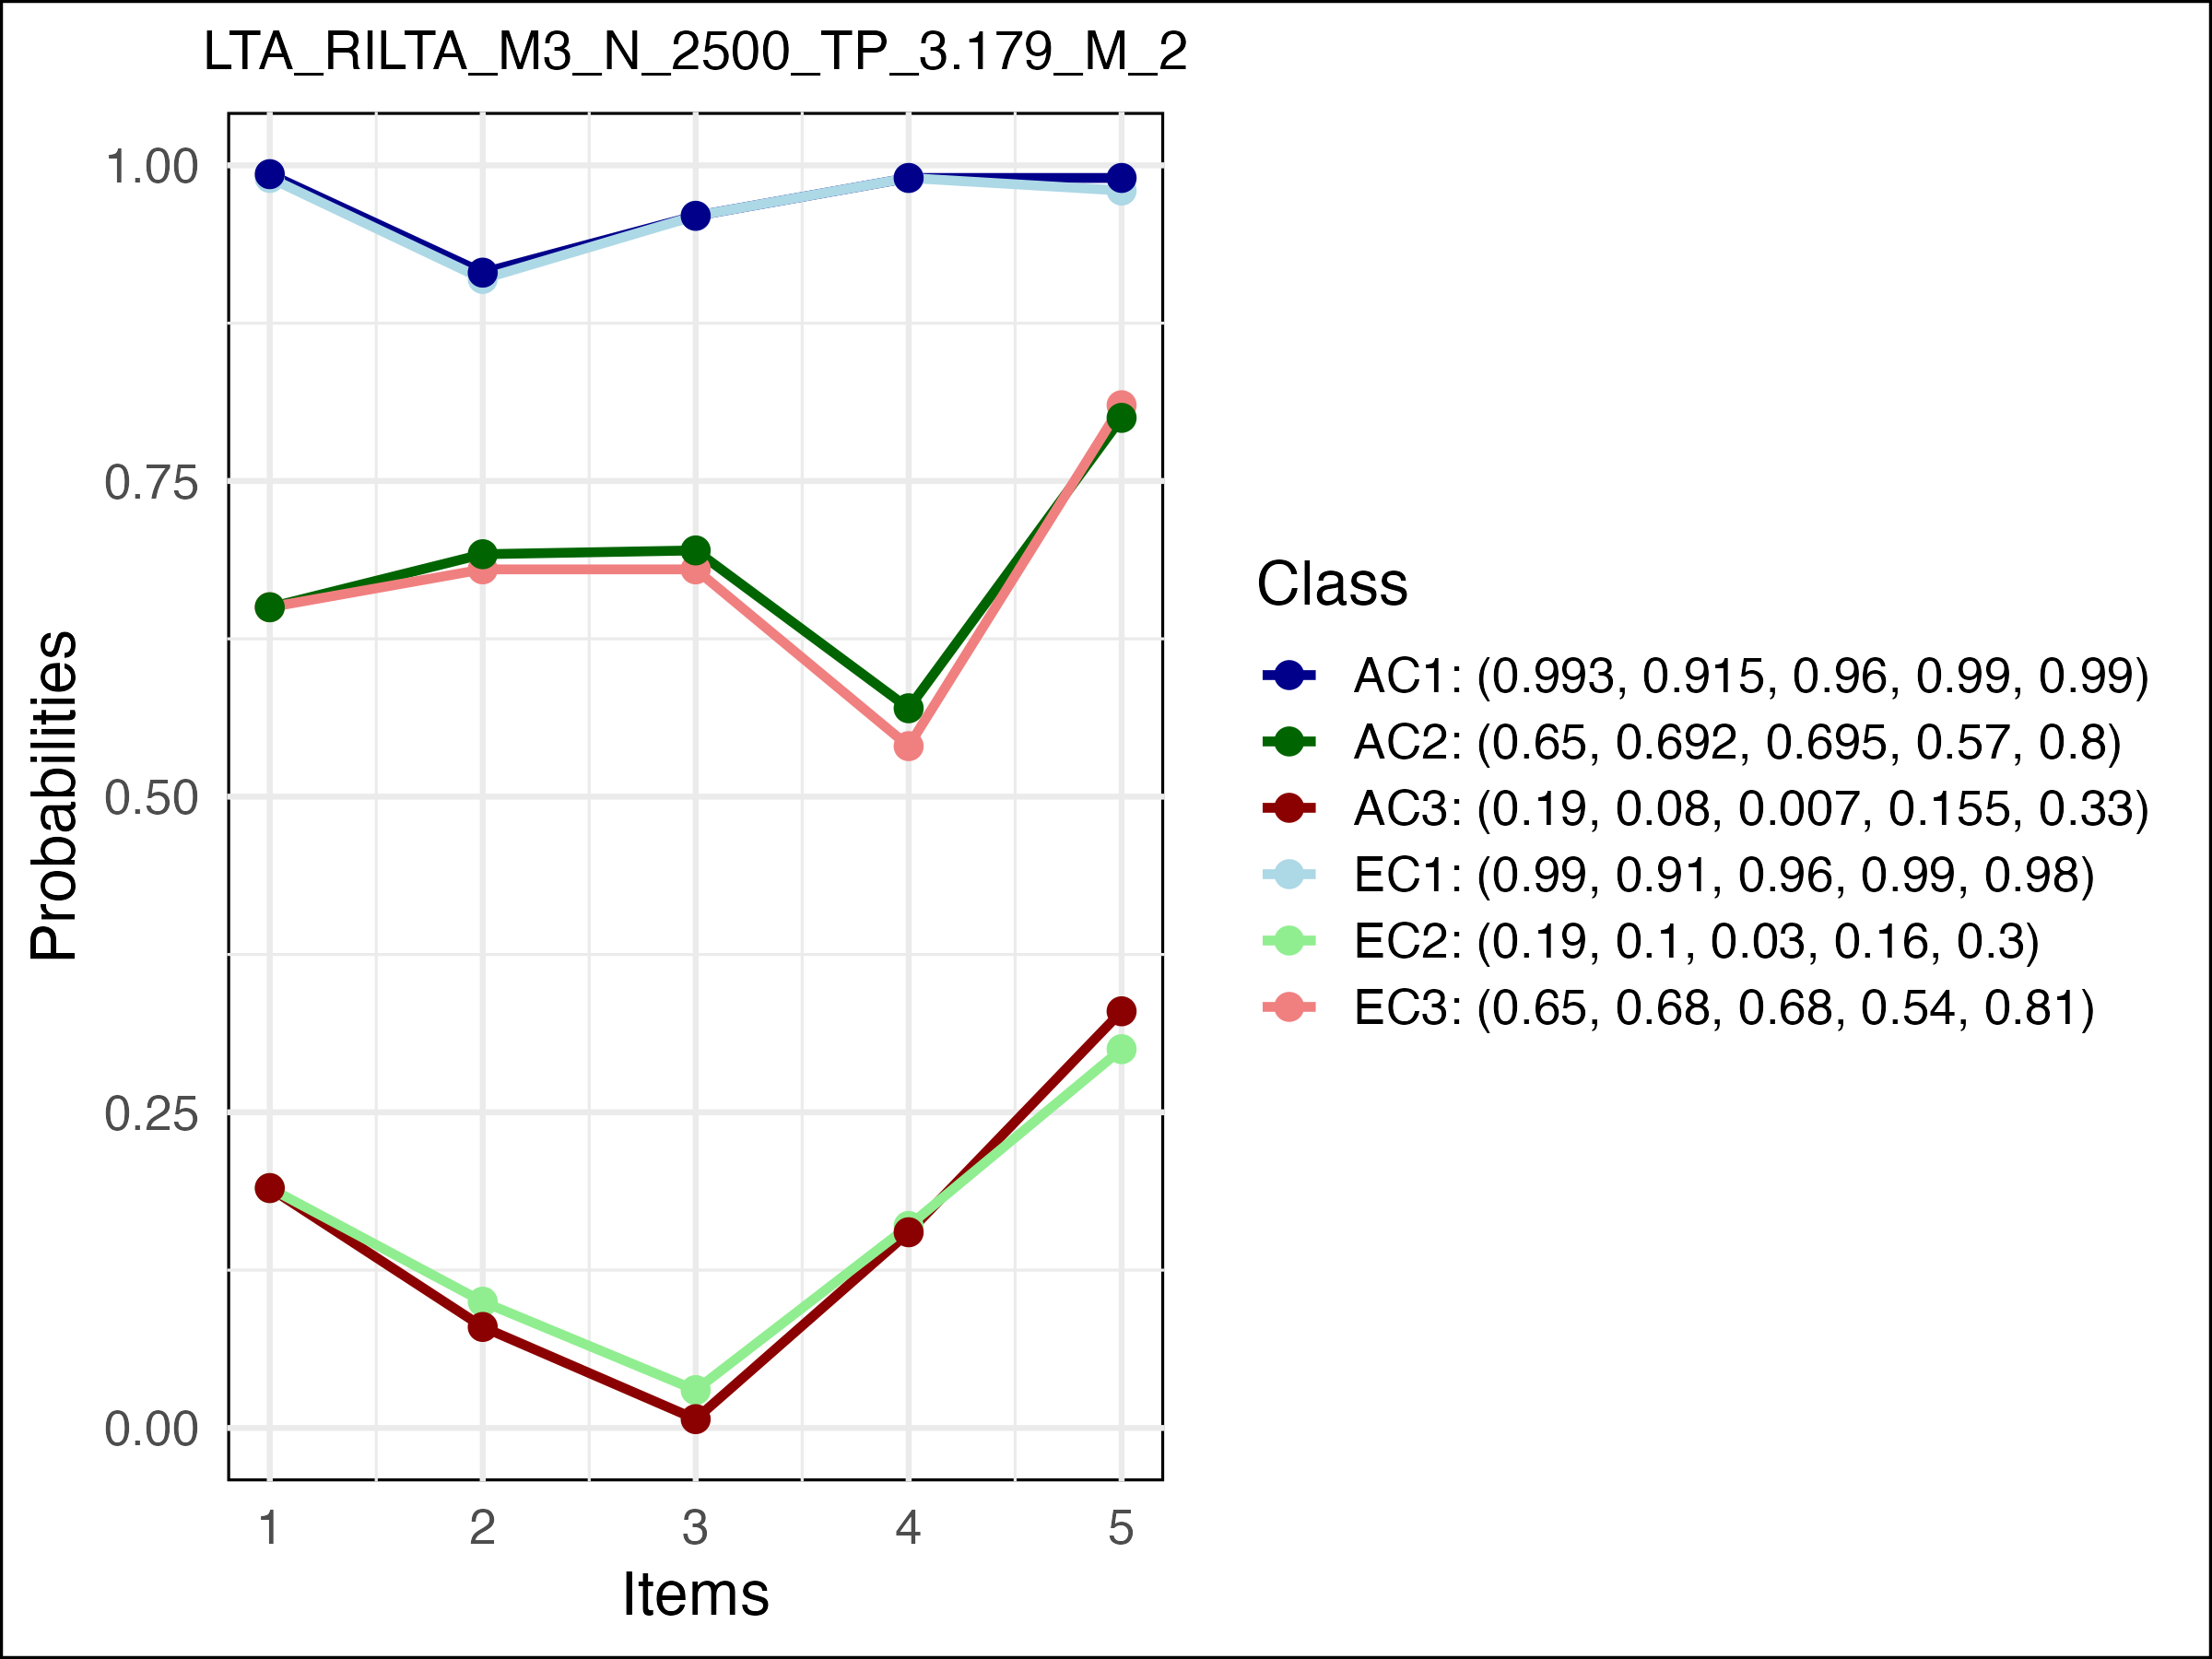 LTA_RILTA_M3_N_2500_TP_3.179_M_2
1.00
0.75
0.50
0.25
0.00
Probabilities
1 2 3 4 5
Items
Class
AC1: (0.993, 0.915, 0.96, 0.99, 0.99)
AC2: (0.65, 0.692, 0.695, 0.57, 0.8)
AC3: (0.19, 0.08, 0.007, 0.155, 0.33)
EC1: (0.99, 0.91, 0.96, 0.99, 0.98)
EC2: (0.19, 0.1, 0.03, 0.16, 0.3)
EC3: (0.65, 0.68, 0.68, 0.54, 0.81)